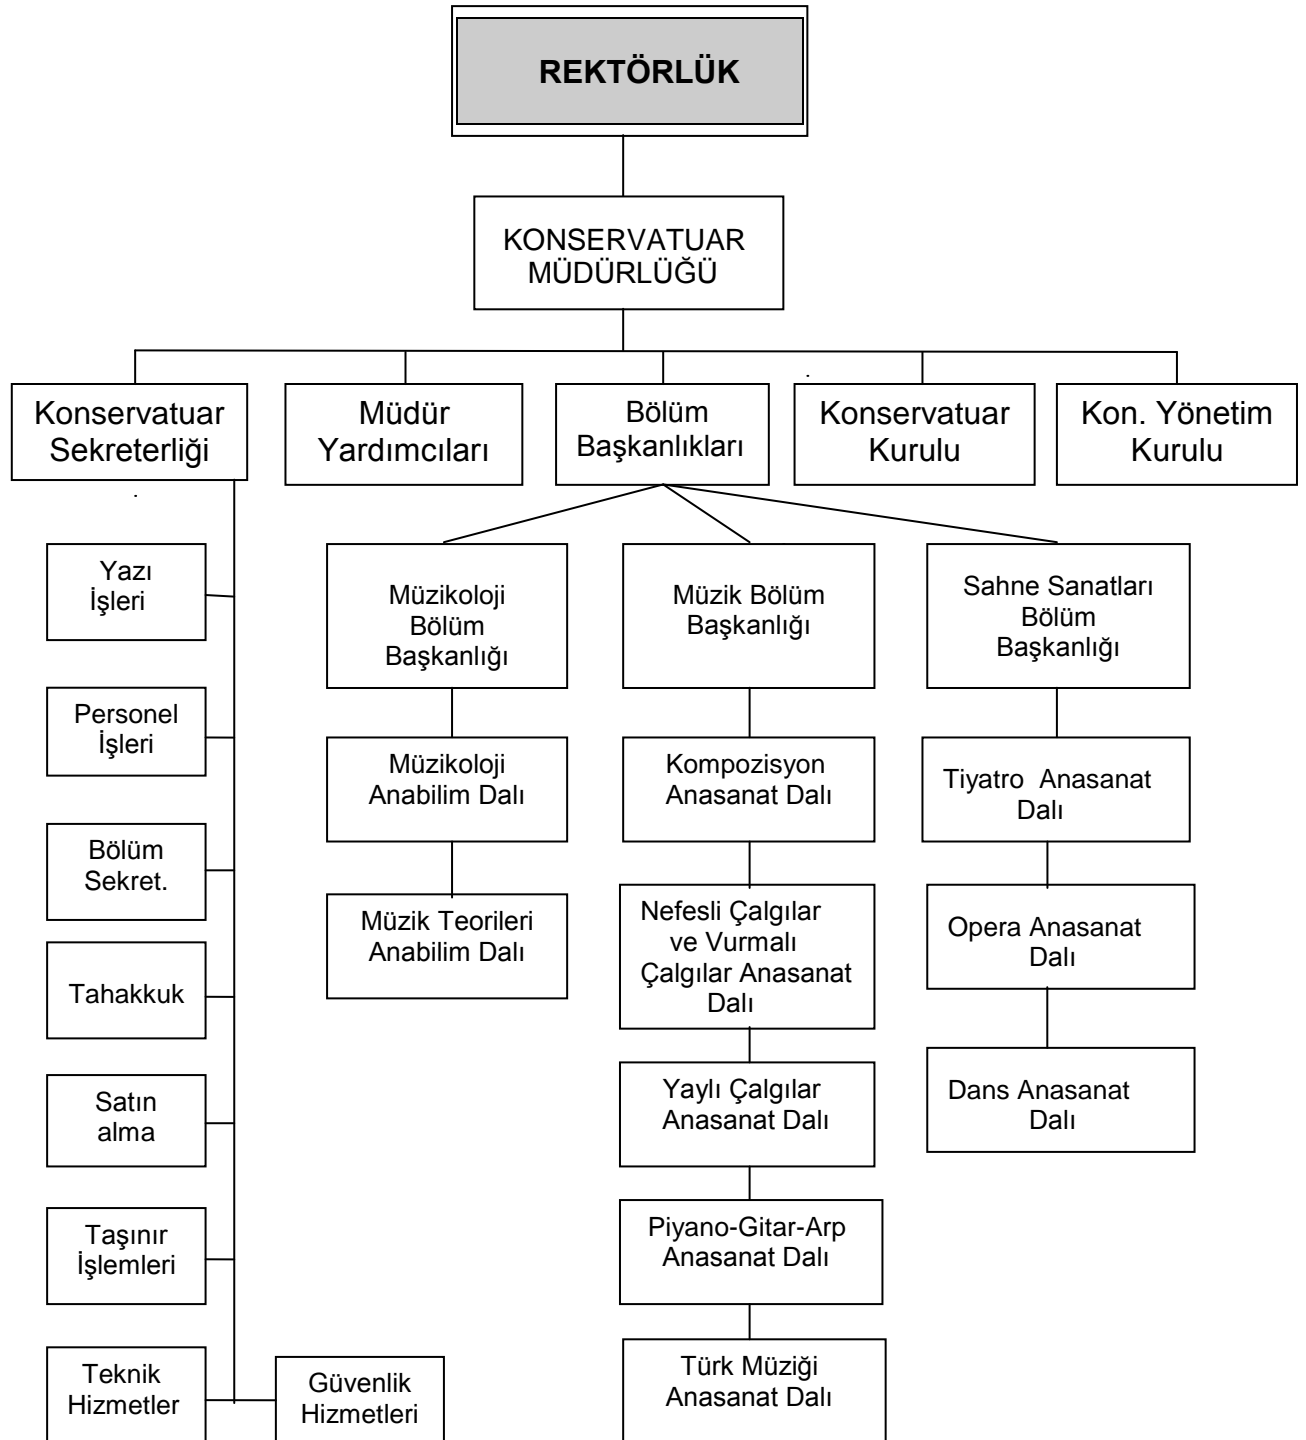 REKTÖRLÜK
KONSERVATUAR
MÜDÜRLÜĞÜ
Konservatuar
Sekreterliği
Müdür
Yardımcıları
Bölüm
Başkanlıkları
Konservatuar
Kurulu
Kon. Yönetim
Kurulu
Yazı
İşleri
Personel
İşleri
Bölüm
Sekret.
Tahakkuk
Satın
alma
Taşınır
İşlemleri
Teknik
Hizmetler
Güvenlik
Hizmetleri
Müzikoloji
Bölüm
Başkanlığı
Müzikoloji
Anabilim Dalı
Müzik Teorileri
Anabilim Dalı
Müzik Bölüm
Başkanlığı
Kompozisyon
Anasanat Dalı
Nefesli Çalgılar
ve Vurmalı
Çalgılar Anasanat
Dalı
Yaylı Çalgılar
Anasanat Dalı
Piyano-Gitar-Arp
Anasanat Dalı
Türk Müziği
Anasanat Dalı
Sahne Sanatları
Bölüm
Başkanlığı
Tiyatro Anasanat
Dalı
Opera Anasanat
Dalı
Dans Anasanat
Dalı